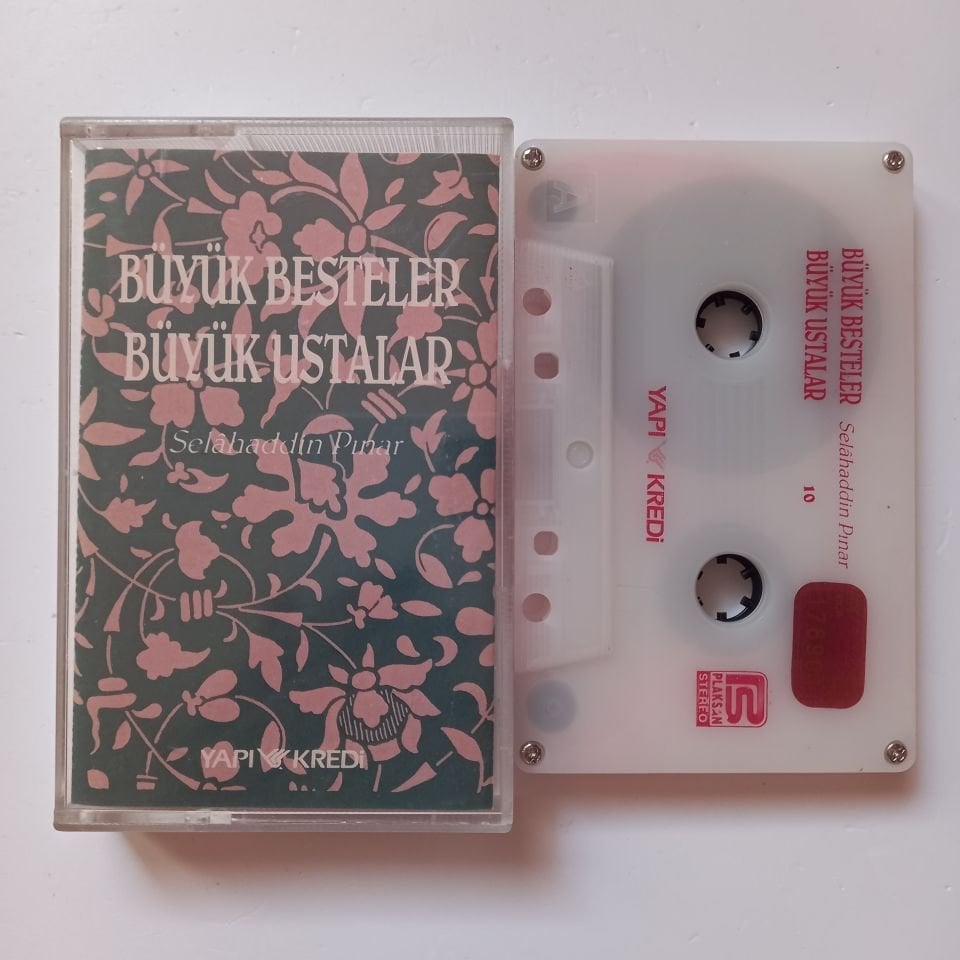 BÜYÜK BESTELER
BÜYÜK USTALAR
Selâhaddin Pınar
YAPI KREDİ
A
BÜYÜK BESTELER Selâhaddin Pınar
BÜYÜK USTALAR 10
YAPI KREDİ
PLAKSAN
STEREO